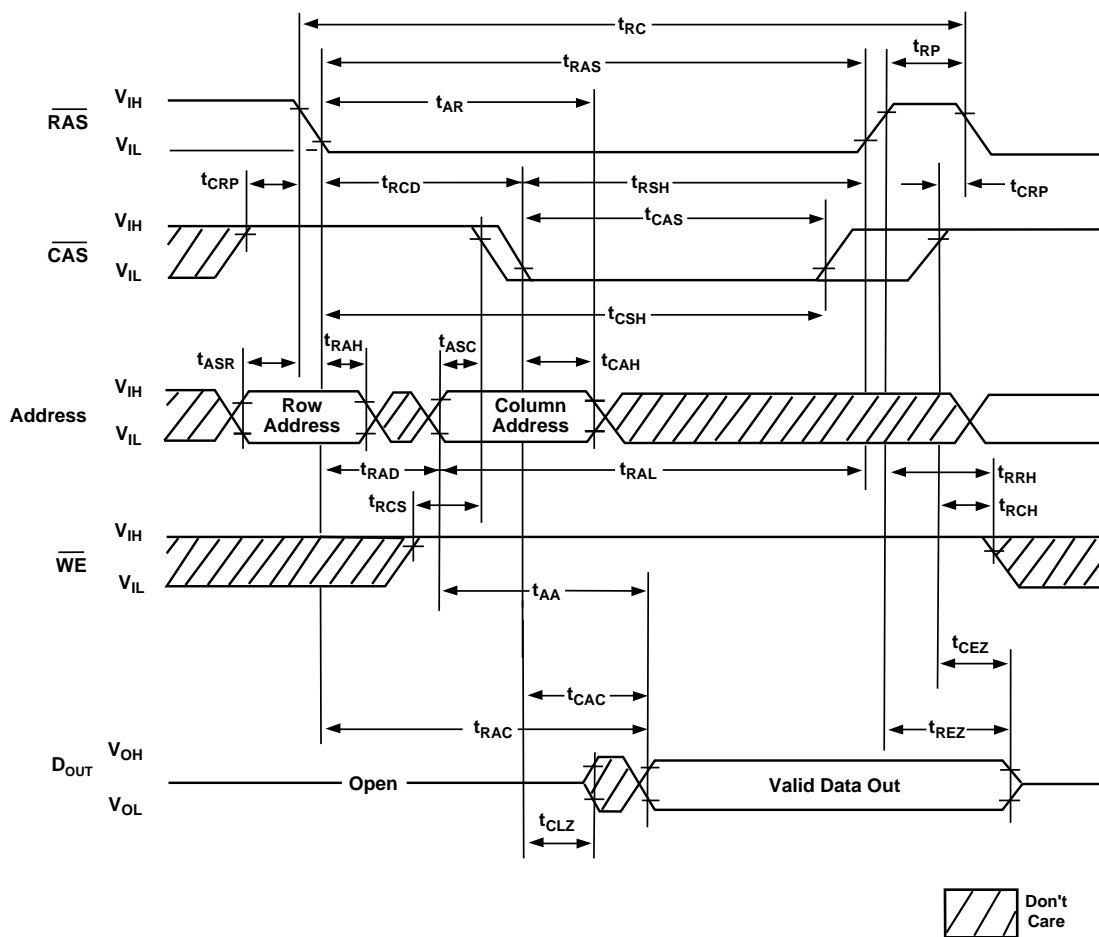 tRC
tRP
tRAS
VIH
tAR
RAS
VIL
tCRP
tRCD
tRSH
tCRP
VIH
tCAS
CAS
VIL
tCSH
tRAH
tASC
tASR
tCAH
VIH
Row Address
Column Address
Address
VIL
tRAD
tRAL
tRRH
tRCS
tRCH
VIH
WE
VIL
tAA
tCEZ
tCAC
tRAC
tREZ
VOH
DOUT
Open
Valid Data Out
VOL
tCLZ
Don't
Care